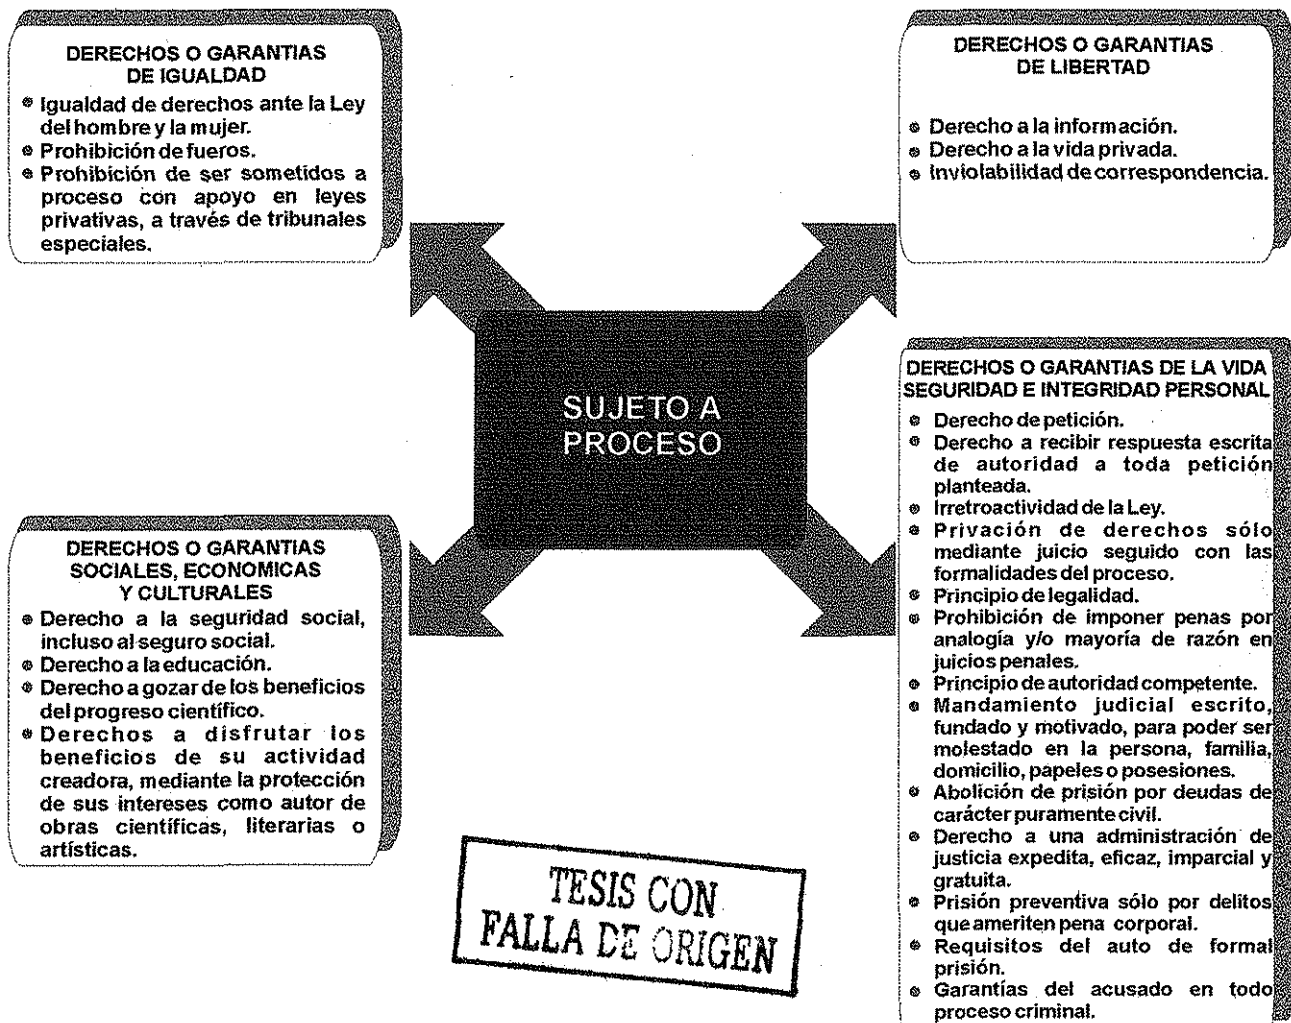 DERECHOS O GARANTIAS
DE IGUALDAD
Igualdad de derechos ante la Ley
del hombre y la mujer.
Prohibición de fueros.
Prohibición de ser sometidos a
proceso con apoyo en leyes
privativas, a través de tribunales
especiales.
DERECHOS O GARANTIAS
DE LIBERTAD
Derecho a la información.
Derecho a la vida privada.
Inviolabilidad de correspondencia.
SUJETO A
PROCESO
DERECHOS O GARANTIAS
SOCIALES, ECONOMICAS
Y CULTURALES
Derecho a la seguridad social,
incluso al seguro social.
Derecho a la educación.
Derecho a gozar de los beneficios
del progreso científico.
Derechos a disfrutar los
beneficios de su actividad
creadora, mediante la protección
de sus intereses como autor de
obras científicas, literarias o
artísticas.
DERECHOS O GARANTIAS DE LA VIDA
SEGURIDAD E INTEGRIDAD PERSONAL
Derecho de petición.
Derecho a recibir respuesta escrita
de autoridad a toda petición
planteada.
Irretroactividad de la Ley.
Privación de derechos sólo
mediante juicio seguido con las
formalidades del proceso.
Principio de legalidad.
Prohibición de imponer penas por
analogía y/o mayoría de razón en
juicios penales.
Principio de autoridad competente.
Mandamiento judicial escrito,
fundado y motivado, para poder ser
molestado en la persona, familia,
domicilio, papeles o posesiones.
Abolición de prisión por deudas de
carácter puramente civil.
Derecho a una administración de
justicia expedita, eficaz, imparcial y
gratuita.
Prisión preventiva sólo por delitos
que ameriten pena corporal.
Requisitos del auto de formal
prisión.
Garantías del acusado en todo
proceso criminal.
TESIS CON
FALLA DE ORIGEN